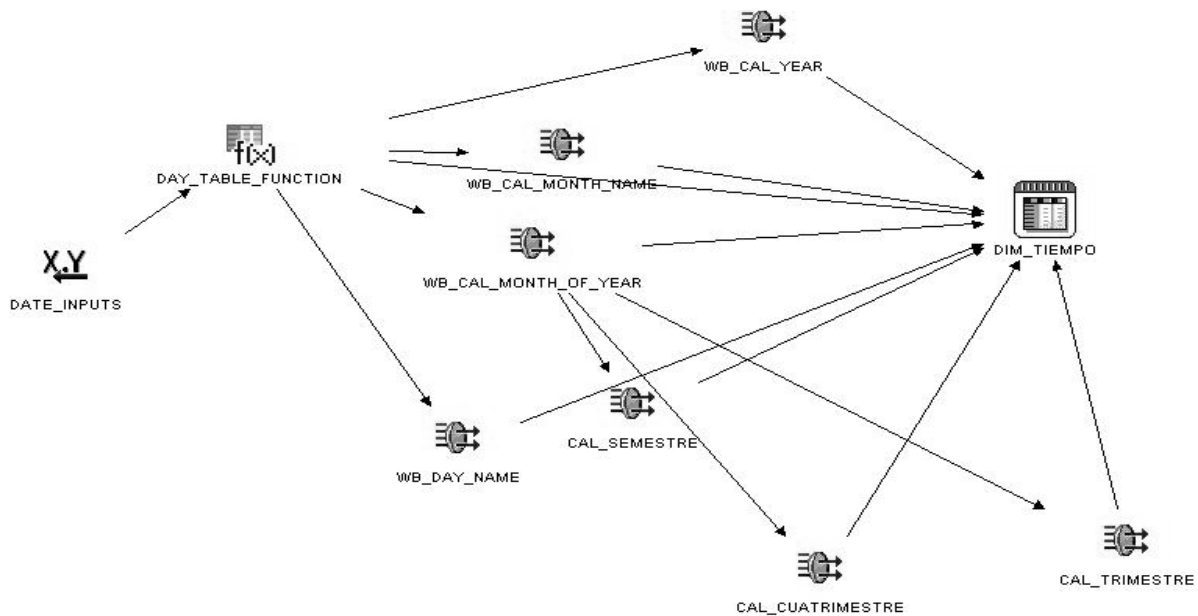 WB_CAL_YEAR
f(x)
DAY_TABLE_FUNCTION
WB_CAL_MONTH_NAME
X.Y
DATE_INPUTS
DIM_TIEMPO
WB_CAL_MONTH_OF_YEAR
CAL_SEMESTRE
WB_DAY_NAME
CAL_TRIMESTRE
CAL_CUATRIMESTRE